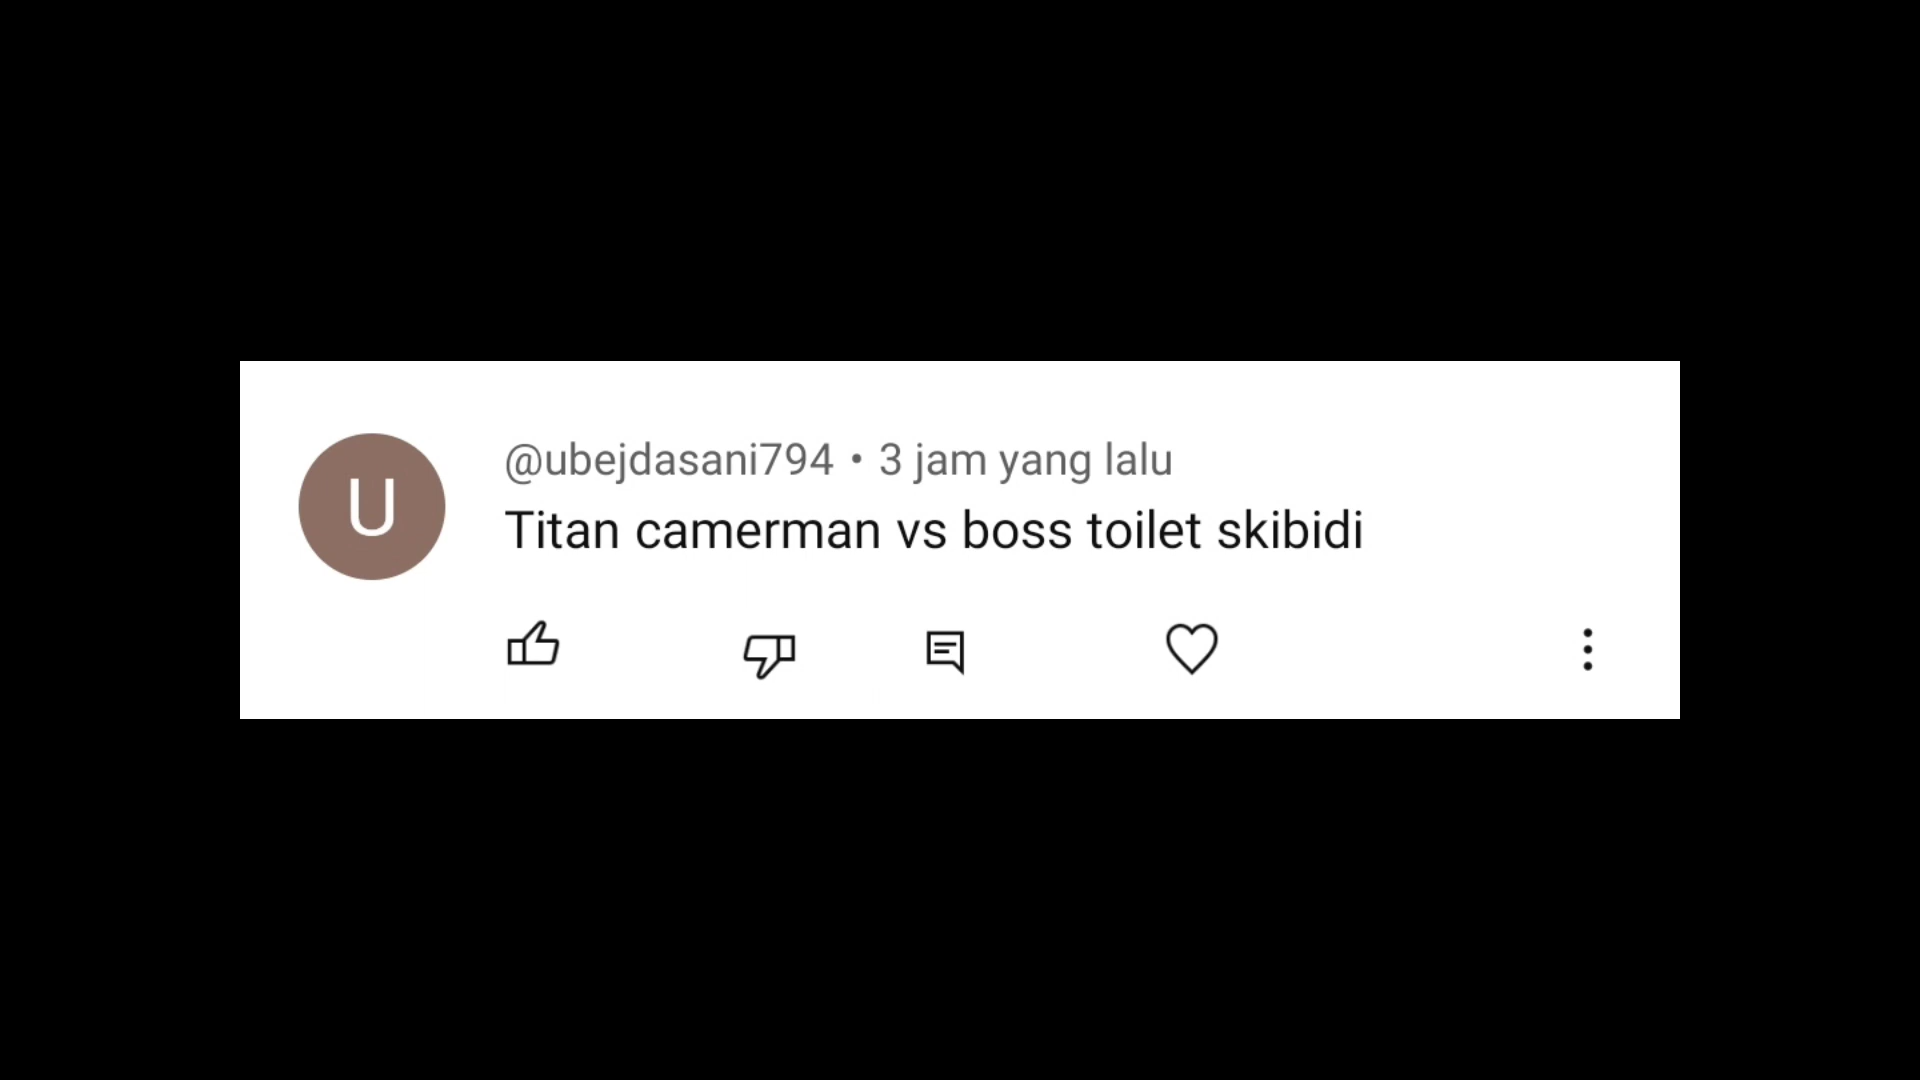 U
@ubejdasani794 • 3 jam yang lalu
Titan camerman vs boss toilet skibidi